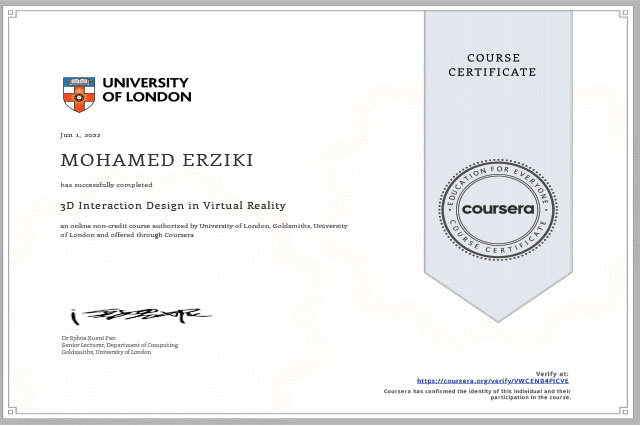 COURSE
CERTIFICATE
UNIVERSITY
OF LONDON
Jun 1, 2022
MOHAMED ERZIKI
has successfully completed
3D Interaction Design in Virtual Reality
an online non-credit course authorized by University of London, Goldsmiths, University
of London and offered through Coursera
EDUCATION FOR EVERYONE
coursera
COURSE CERTIFICATE
Dr Sylvia Xueni Pan
Senior Lecturer, Department of Computing
Goldsmiths, University of London
Verify at:
https://coursera.org/verify/VWCENB4PJCVE
Coursera has confirmed the identity of this individual and their
participation in the course.